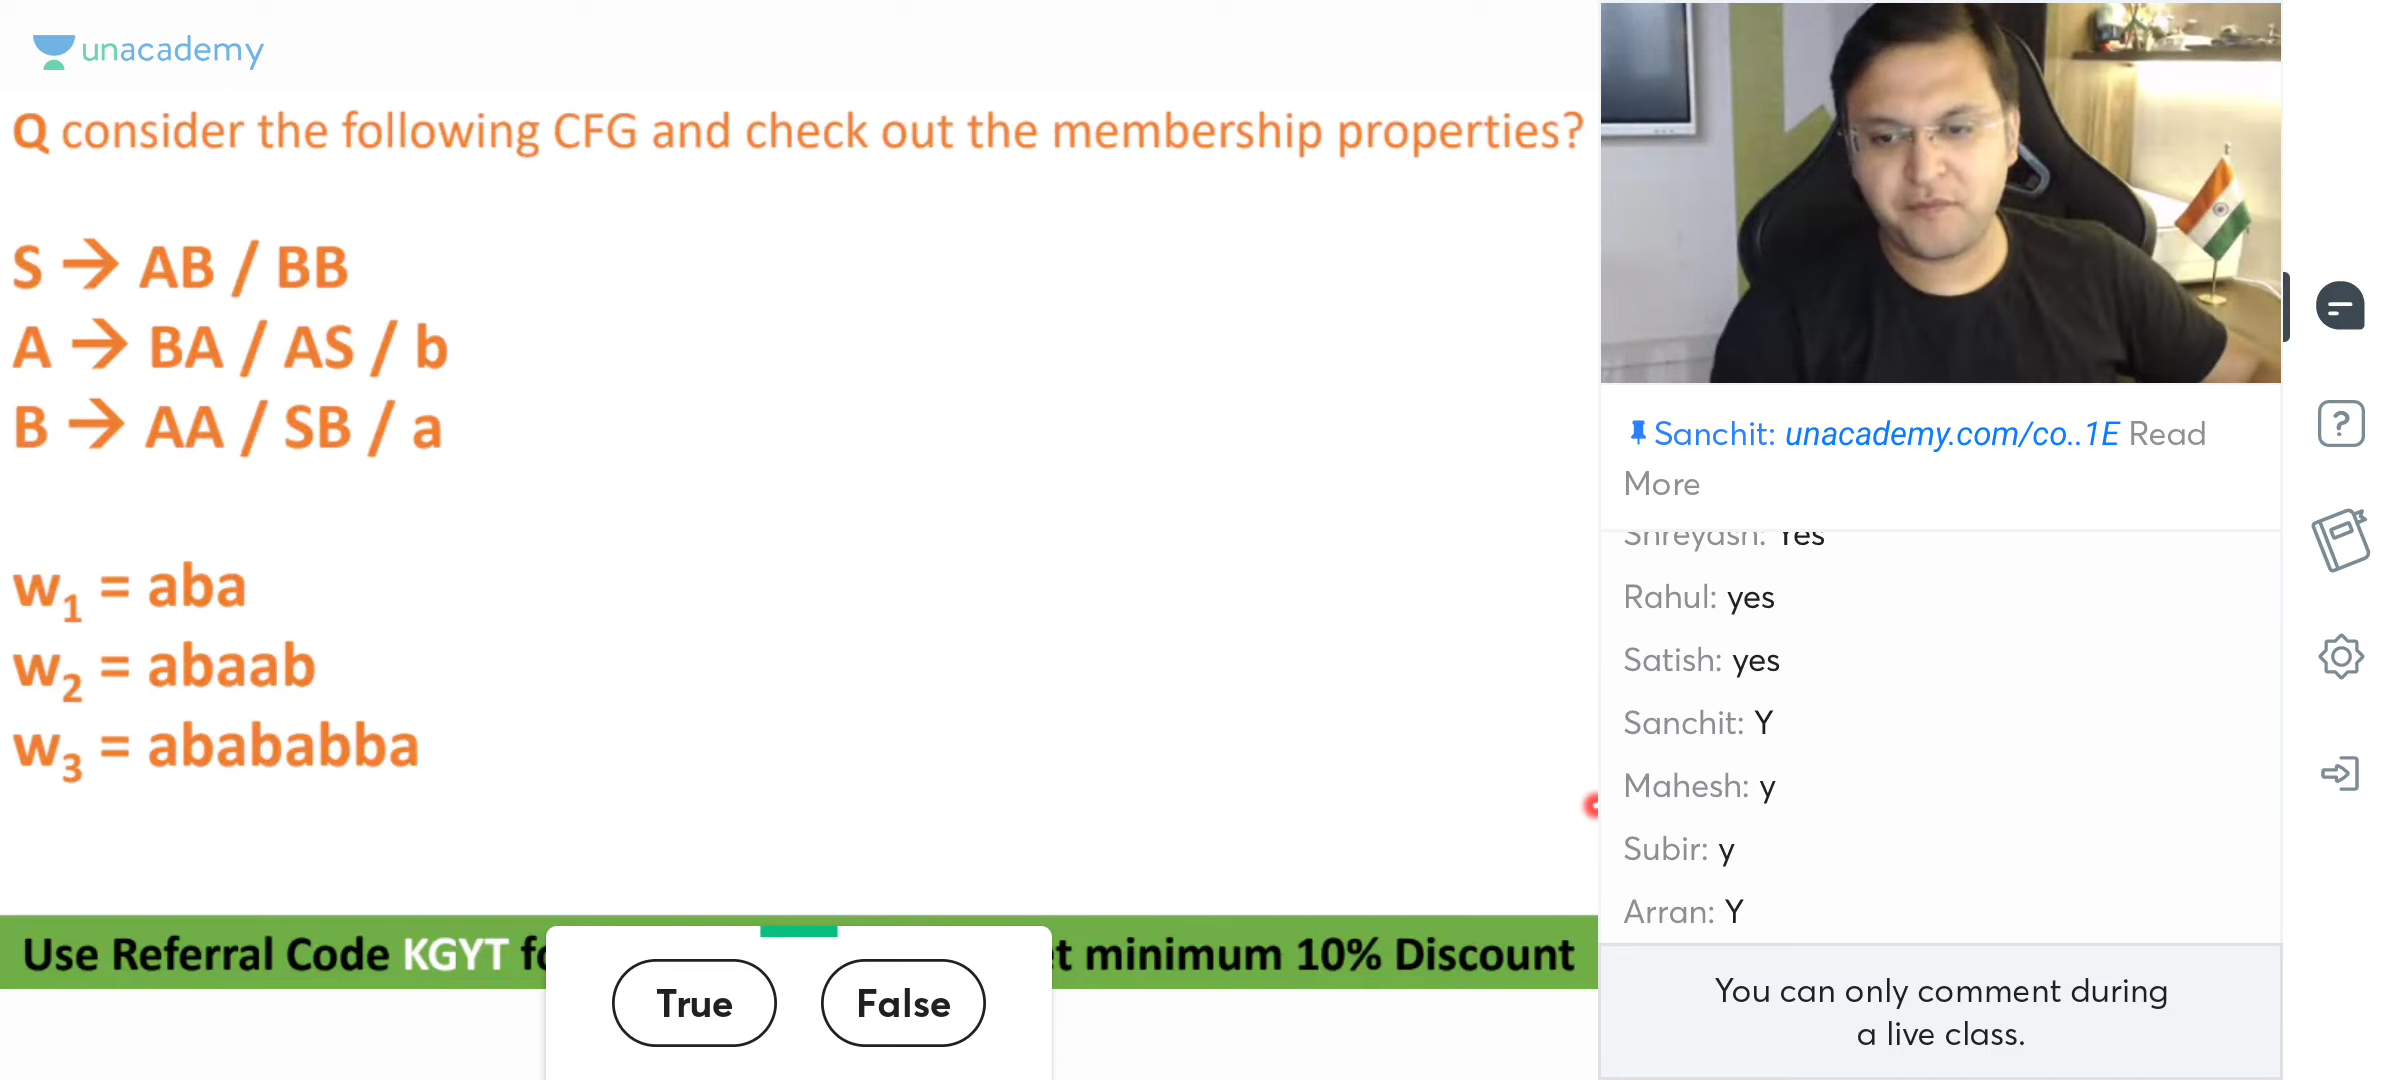 unacademy
Q consider the following CFG and check out the membership properties?
S → AB / BB
A → BA / AS / b
B → AA / SB / a
w₁ = aba
w₂ = abaab
w₃ = abababba
Use Referral Code KGYT
minimum 10% Discount
True
False
Sanchit: unacademy.com/co..1E Read
More
Shreyash: Yes
Rahul: yes
Satish: yes
Sanchit: Y
Mahesh: y
Subir: y
Arran: Y
You can only comment during
a live class.
?